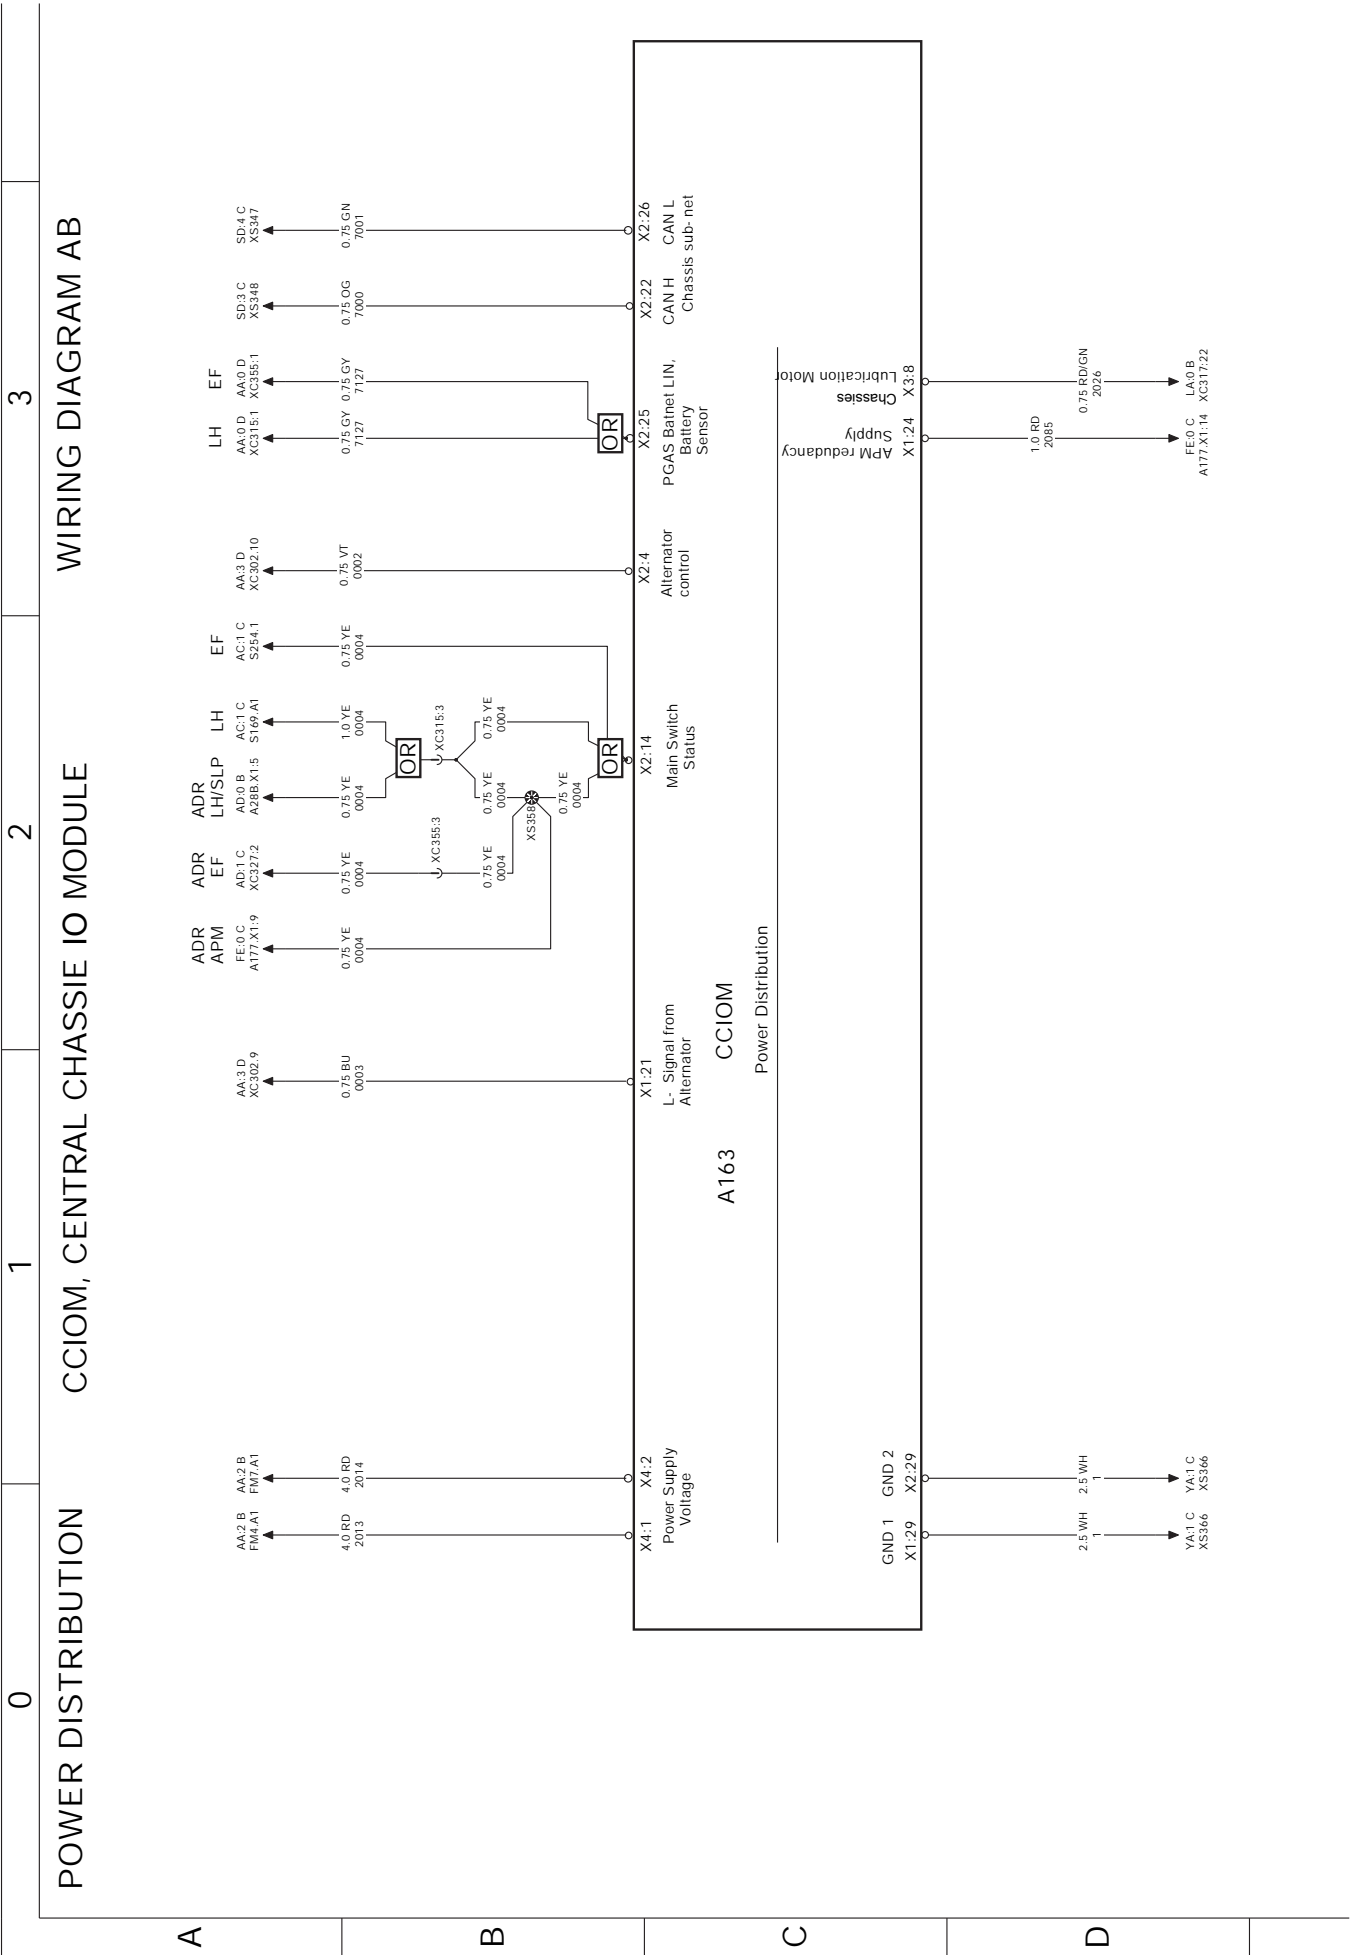 0
1
2
3
POWER DISTRIBUTION
CCIOM, CENTRAL CHASSIE IO MODULE
WIRING DIAGRAM AB
A
B
C
D
AA:2 B
FM4.A1
4.0 RD
2013
X4:1
AA:2 B
FM7.A1
4.0 RD
2014
X4:2
Power Supply
Voltage
AA:3 D
XC302.9
0.75 BU
0003
X1:21
L- Signal from
Alternator
ADR
APM
FE:0 C
A177.X1:9
0.75 YE
0004
ADR
EF
AD:1 C
XC327:2
0.75 YE
0004
XC355:3
0.75 YE
0004
ADR
LH/SLP
AD:0 B
A28B.X1:5
0.75 YE
0004
LH
AC:1 C
S169.A1
1.0 YE
0004
OR
XC315:3
0.75 YE
0004
0.75 YE
0004
XS358
0.75 YE
0004
EF
AC:1 C
S254.1
0.75 YE
0004
OR
X2:14
Main Switch
Status
AA:3 D
XC302.10
0.75 VT
0002
X2:4
Alternator
control
LH
AA:0 D
XC315:1
0.75 GY
7127
EF
AA:0 D
XC355:1
0.75 GY
7127
OR
X2:25
PGAS Batnet LIN,
Battery
Sensor
SD:3 C
XS348
0.75 OG
7000
X2:22
CAN H
SD:4 C
XS347
0.75 GN
7001
X2:26
CAN L
Chassis sub- net
A163
CCIOM
Power Distribution
GND 1
X1:29
2.5 WH
1
YA:1 C
XS366
GND 2
X2:29
2.5 WH
1
YA:1 C
XS366
APM redudancy
Supply
X1:24
1.0 RD
2085
FE:0 C
A177.X1:14
Chassies
Lubrication Motor
X3:8
0.75 RD/GN
2026
LA:0 B
XC317:22